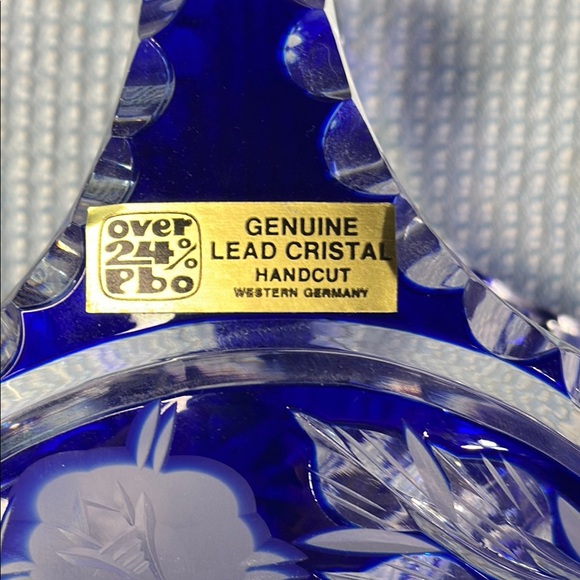 over
24%
Pbo
GENUINE
LEAD CRISTAL
HANDCUT
WESTERN GERMANY